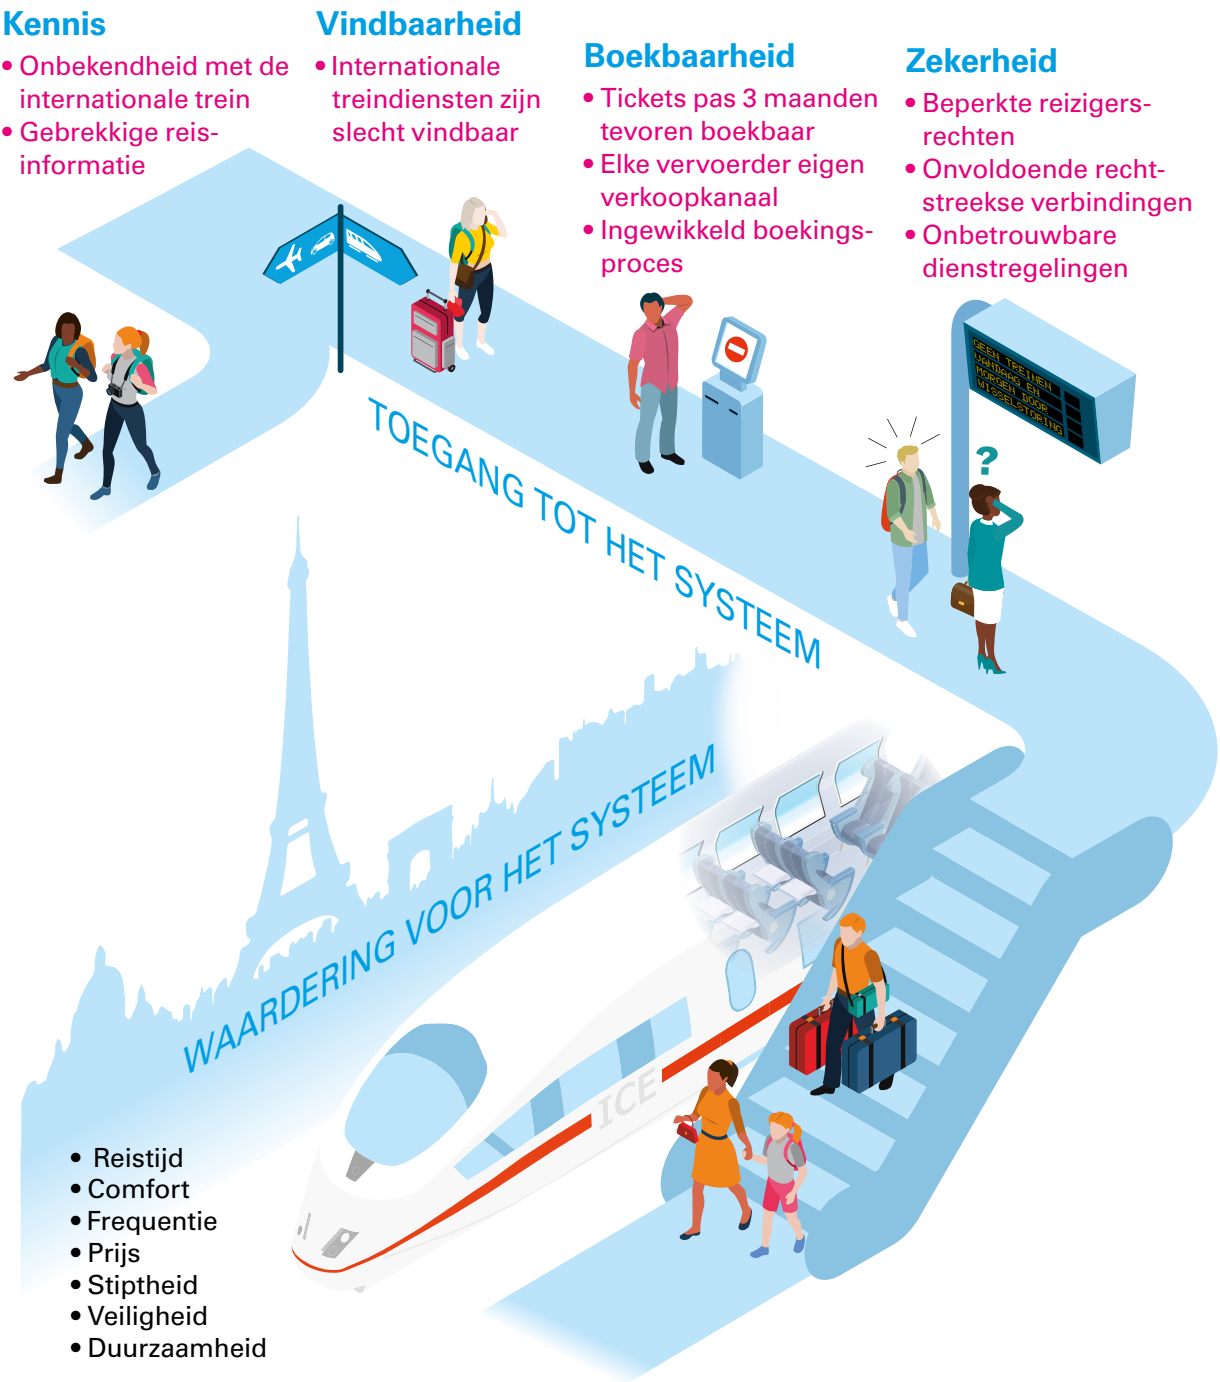 Kennis
• Onbekendheid met de
internationale trein
• Gebrekkige reis-
informatie
Vindbaarheid
• Internationale
treindiensten zijn
slecht vindbaar
Boekbaarheid
• Tickets pas 3 maanden
tevoren boekbaar
• Elke vervoerder eigen
verkoopkanaal
• Ingewikkeld boekings-
proces
Zekerheid
• Beperkte reizigers-
rechten
• Onvoldoende recht-
streekse verbindingen
• Onbetrouwbare
dienstregelingen
GEEN TREINEN
VANDAAG EN
MORGEN DOOR
WISSELSTORING
?
TOEGANG TOT HET SYSTEEM
WAARDERING VOOR HET SYSTEEM
ICE
• Reistijd
• Comfort
• Frequentie
• Prijs
• Stiptheid
• Veiligheid
• Duurzaamheid